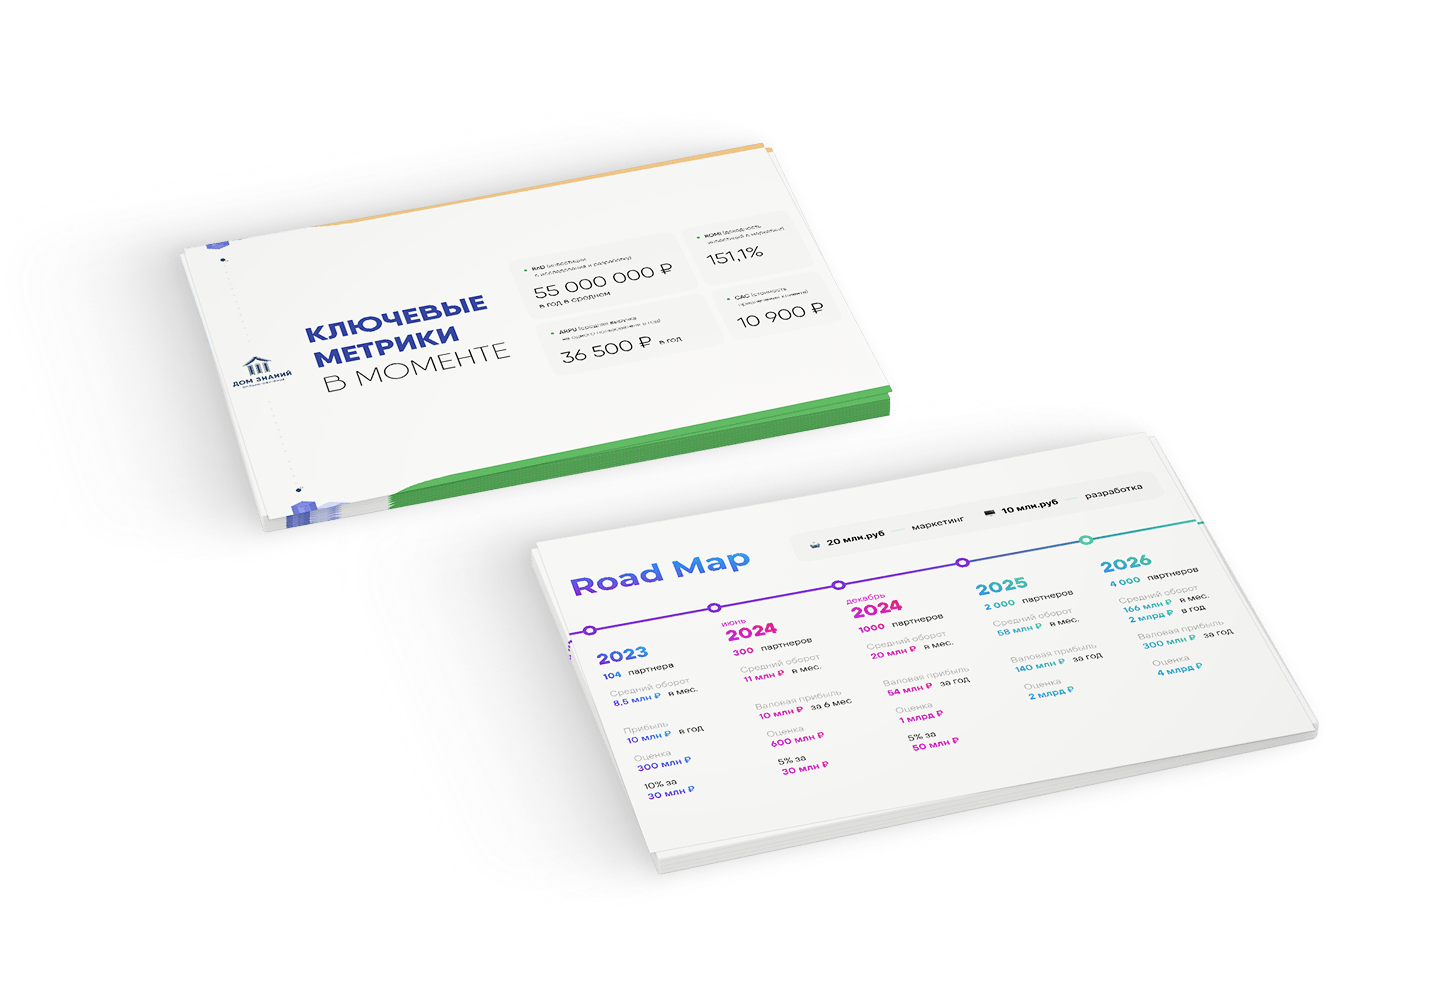 ДОМ ЗНАНИЙ
КЛЮЧЕВЫЕ
МЕТРИКИ
В МОМЕНТЕ
RnD (инвестиции
в исследования и разработку)
55 000 000 ₽
в год в среднем
ROMI (доходность
инвестиций в маркетинг)
151,1%
ARPU (средняя выручка
на одного пользователя в год)
36 500 ₽ в год
CAC (стоимость
привлечения клиента)
10 900 ₽
Road Map
20 млн.руб — маркетинг
10 млн.руб — разработка
2023
104 партнера
Средний оборот
8,5 млн ₽ в мес.
Прибыль
10 млн ₽ в год
Оценка
300 млн ₽
10% за
30 млн ₽
июнь
2024
300 партнеров
Средний оборот
11 млн ₽ в мес.
Валовая прибыль
10 млн ₽ за 6 мес
Оценка
600 млн ₽
5% за
30 млн ₽
декабрь
2024
1000 партнеров
Средний оборот
20 млн ₽ в мес.
Валовая прибыль
54 млн ₽ за год
Оценка
1 млрд ₽
5% за
50 млн ₽
2025
2 000 партнеров
Средний оборот
58 млн ₽ в мес.
Валовая прибыль
140 млн ₽ за год
Оценка
2 млрд ₽
2026
4 000 партнеров
Средний оборот
166 млн ₽ в мес.
2 млрд ₽ в год
Валовая прибыль
300 млн ₽ за год
Оценка
4 млрд ₽